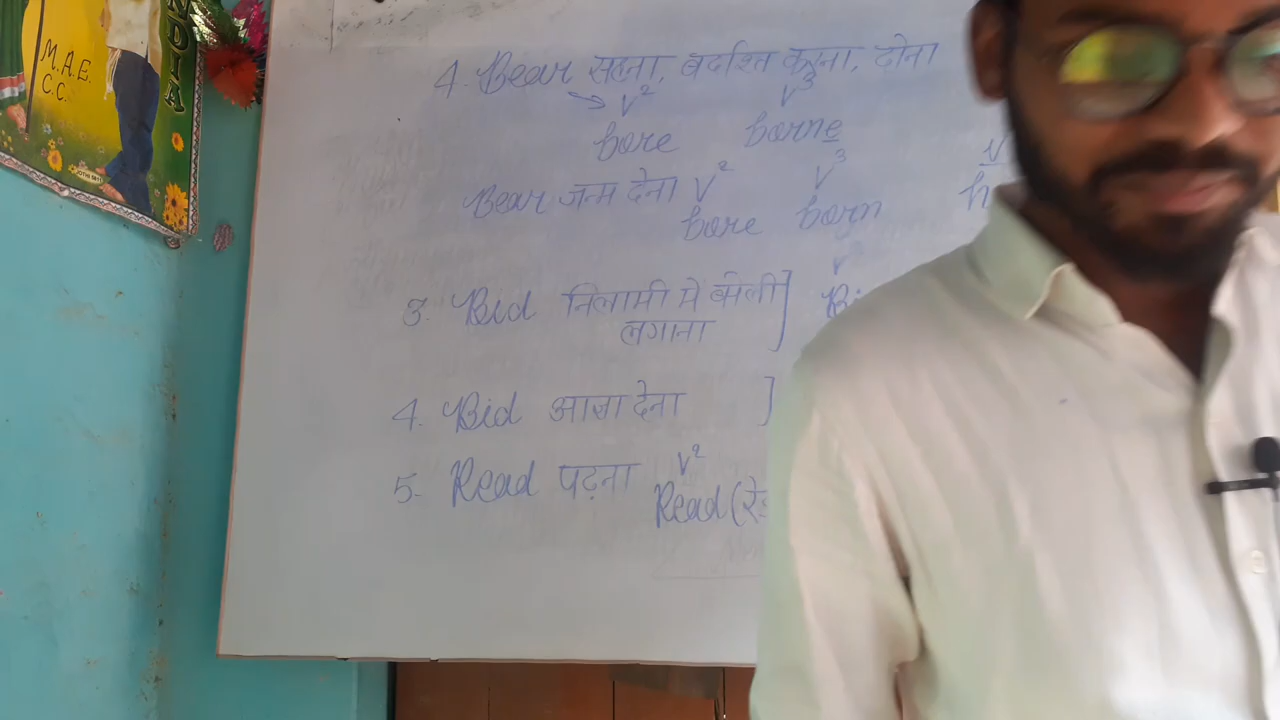 M.A.E.
C.C.
INDIA
4. Bear सहना, बर्दाश्त करना, ढोना
V² V³
bore borne
Bear जन्म देना V² V³
bore born
3. Bid निलामी मे बोली लगाना
4. Bid आज्ञा देना
5. Read पढ़ना V²
Read (रे